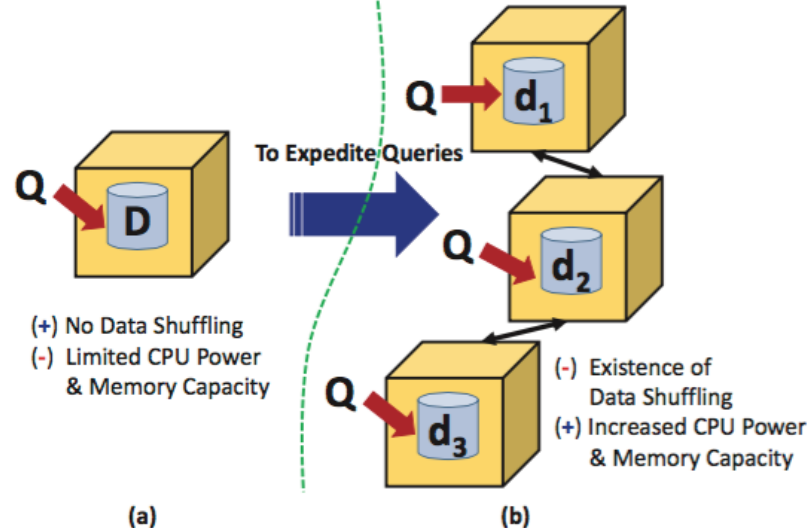 Q
D
(+) No Data Shuffling
(-) Limited CPU Power
& Memory Capacity
(a)
To Expedite Queries
Q
d1
Q
d2
Q
d3
(-) Existence of
Data Shuffling
(+) Increased CPU Power
& Memory Capacity
(b)